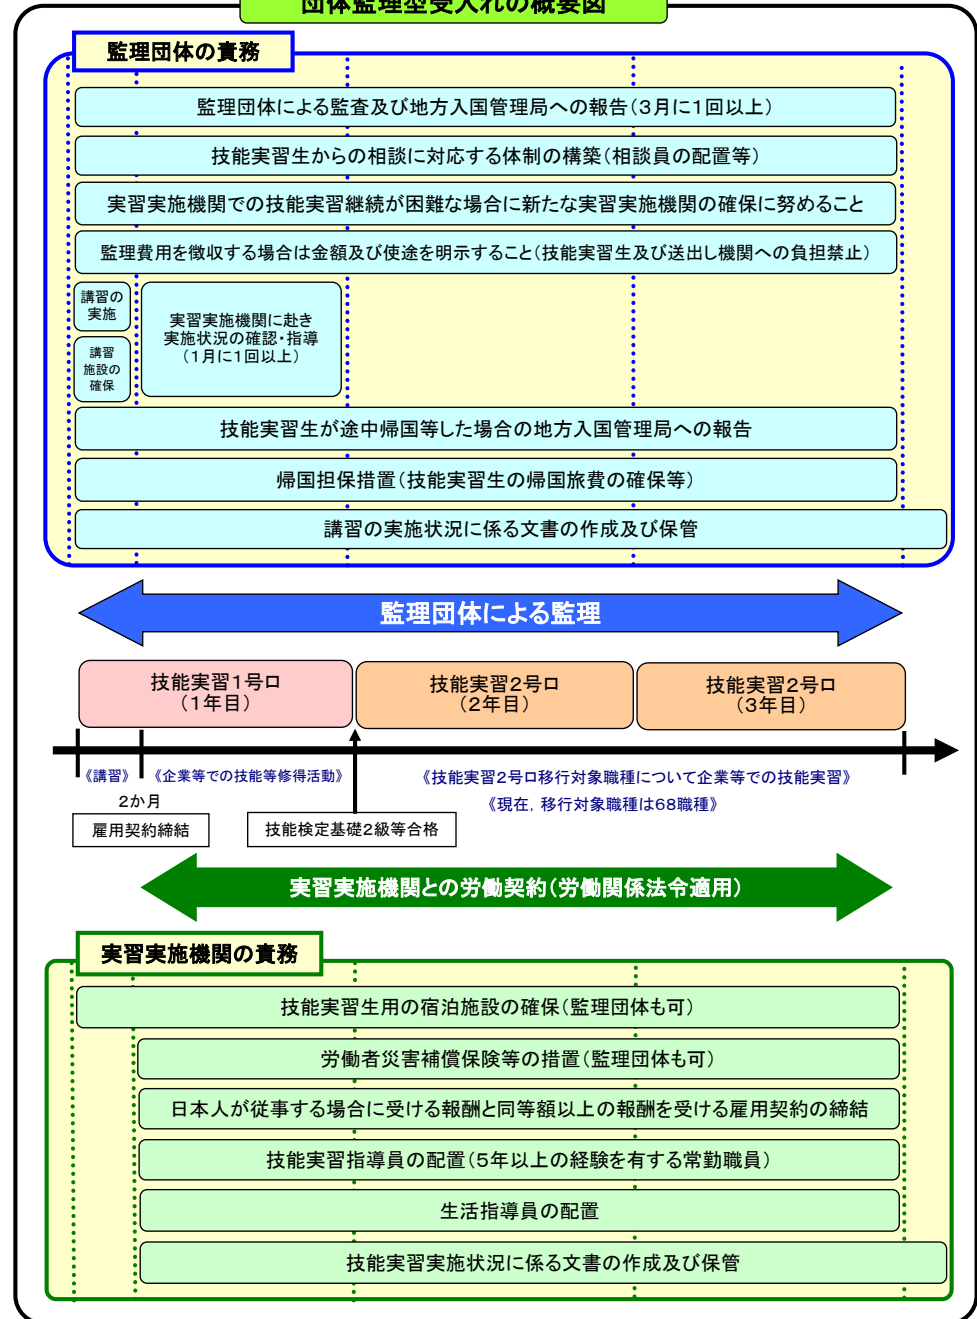 団体監理型受入れの概要図
監理団体の責務
監理団体による監査及び地方入国管理局への報告（３月に１回以上）
技能実習生からの相談に対応する体制の構築（相談員の配置等）
実習実施機関での技能実習継続が困難な場合に新たな実習実施機関の確保に努めること
監理費用を徴収する場合は金額及び使途を明示すること（技能実習生及び送出し機関への負担禁止）
講習の
実施
講習
施設の
確保
実習実施機関に赴き
実施状況の確認・指導
（１月に１回以上）
技能実習生が途中帰国等した場合の地方入国管理局への報告
帰国担保措置（技能実習生の帰国旅費の確保等）
講習の実施状況に係る文書の作成及び保管
監理団体による監理
技能実習１号ロ
（１年目）
技能実習２号ロ
（２年目）
技能実習２号ロ
（３年目）
《講習》
《企業等での技能等修得活動》
《技能実習２号ロ移行対象職種について企業等での技能実習》
２か月
《現在，移行対象職種は６８職種》
雇用契約締結
技能検定基礎２級等合格
実習実施機関との労働契約（労働関係法令適用）
実習実施機関の責務
技能実習生用の宿泊施設の確保（監理団体も可）
労働者災害補償保険等の措置（監理団体も可）
日本人が従事する場合に受ける報酬と同等額以上の報酬を受ける雇用契約の締結
技能実習指導員の配置（５年以上の経験を有する常勤職員）
生活指導員の配置
技能実習実施状況に係る文書の作成及び保管